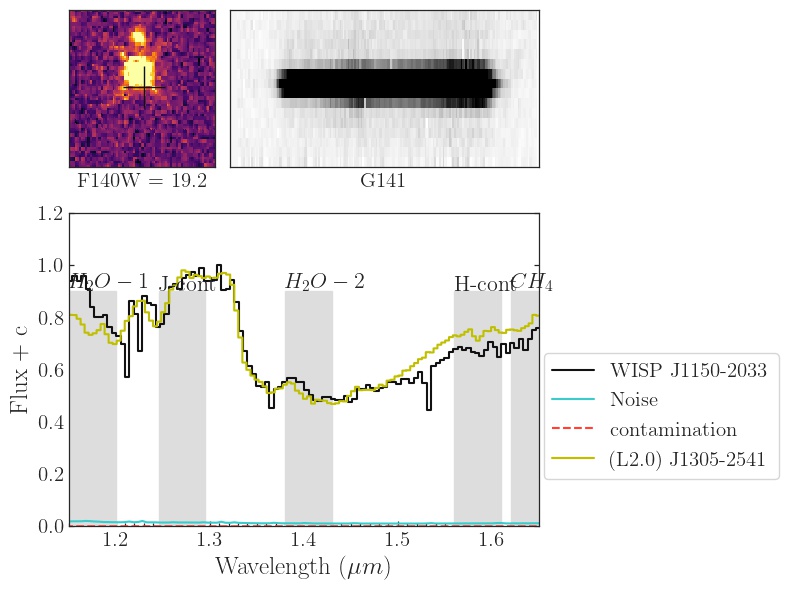 F140W = 19.2
G141
1.2
1.0
0.8
0.6
0.4
0.2
0.0
Flux + c
H₂O − 1
J-cont
H₂O − 2
H-cont
CH₄
WISP J1150-2033
Noise
contamination
(L2.0) J1305-2541
1.2
1.3
1.4
1.5
1.6
Wavelength (μm)